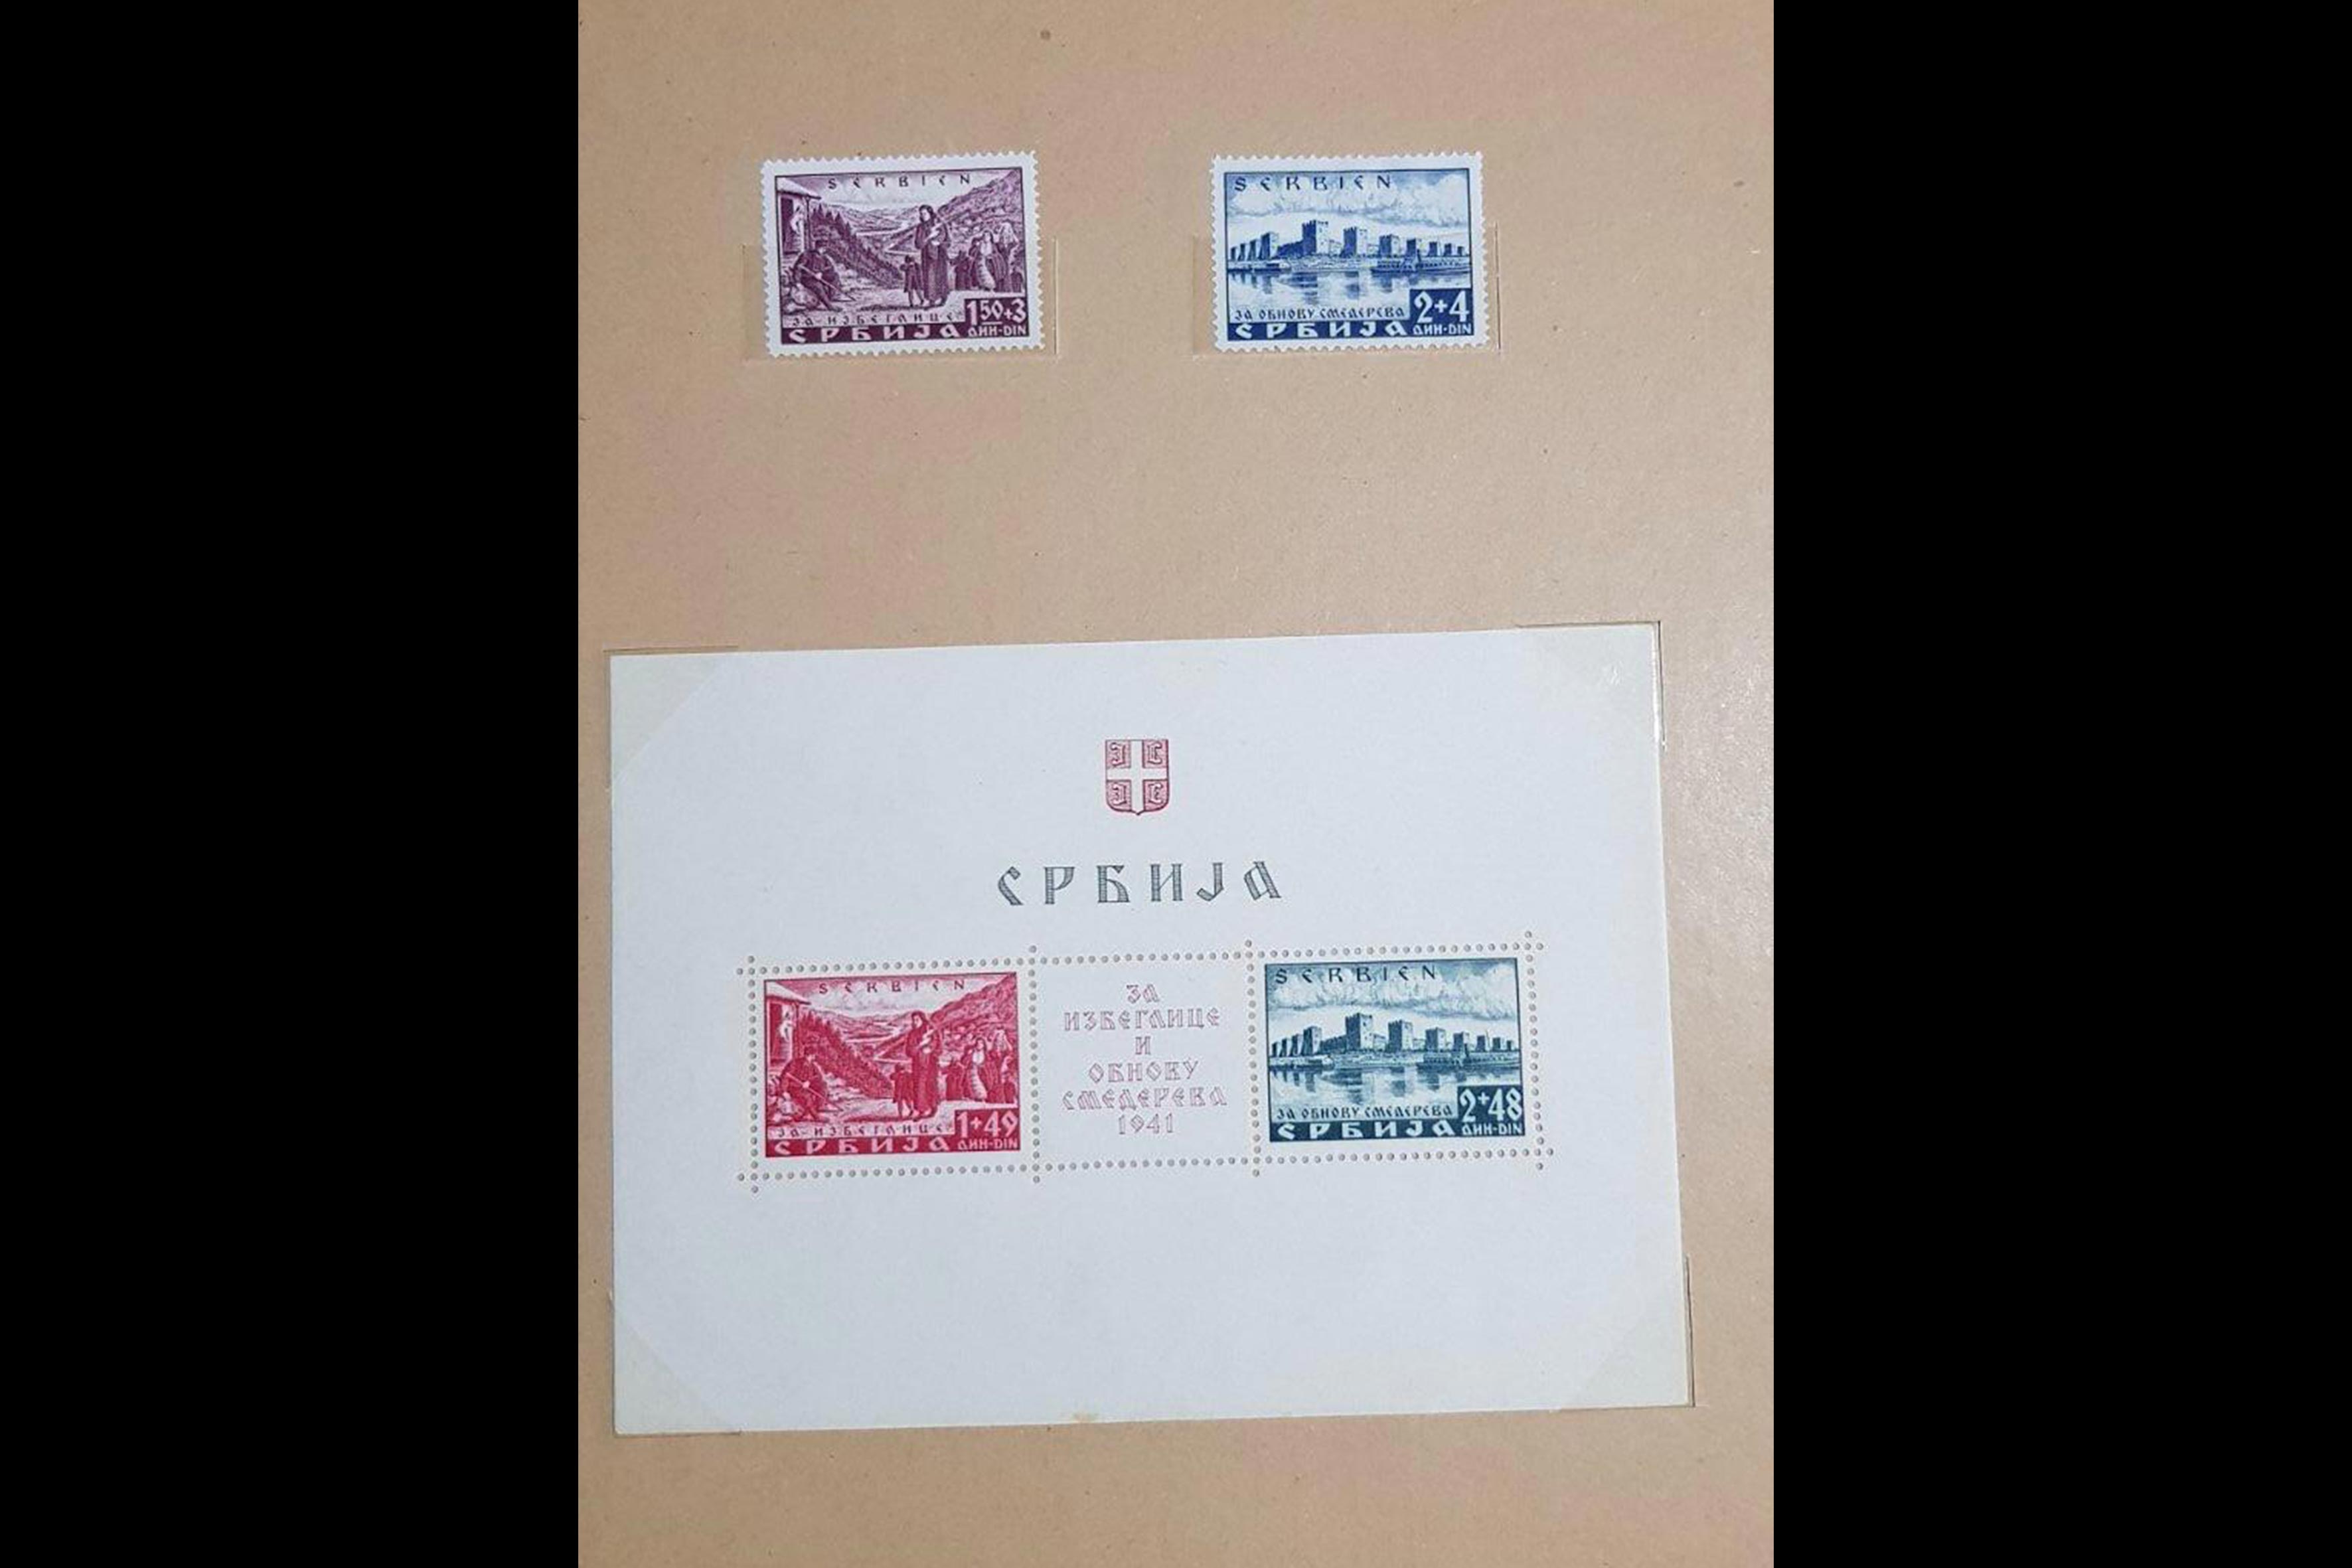 SERBIEN
ЗА ИЗБЕГЛИЦЕ
1 50+3
СРБИЈА ДИН-DIN
SERBIEN
ЗА ОБНОВУ СМЕДЕРЕВА
2+4
СРБИЈА ДИН-DIN
СРБИЈА
SERBIEN
ЗА ИЗБЕГЛИЦЕ
1+49
СРБИЈА ДИН-DIN
ЗА
ИЗБЕГЛИЦЕ
И
ОБНОВУ
СМЕДЕРЕВА
1941
SERBIEN
ЗА ОБНОВУ СМЕДЕРЕВА
2+48
СРБИЈА ДИН-DIN